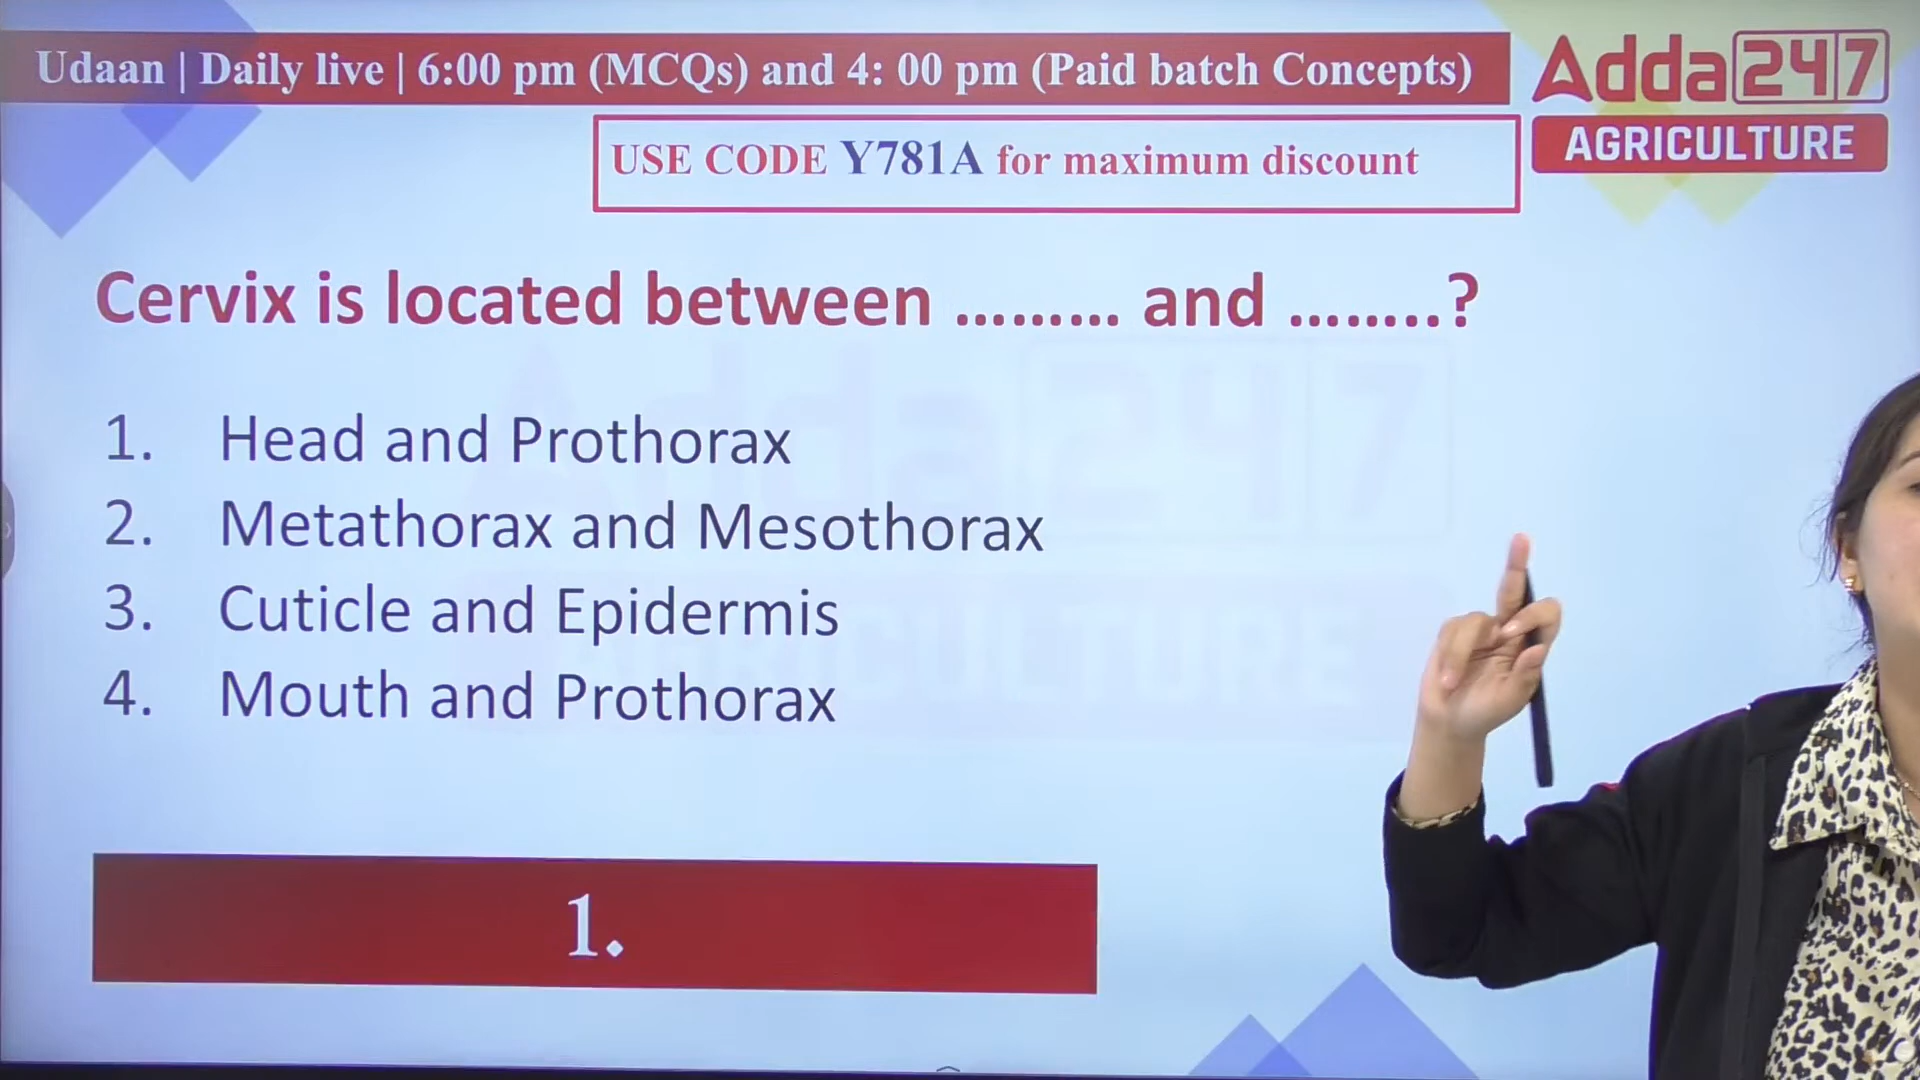 Udaan | Daily live | 6:00 pm (MCQs) and 4: 00 pm (Paid batch Concepts)
Adda247
AGRICULTURE
USE CODE Y781A for maximum discount
Cervix is located between ......... and ........?
1. Head and Prothorax
2. Metathorax and Mesothorax
3. Cuticle and Epidermis
4. Mouth and Prothorax
Adda247
AGRICULTURE
1.